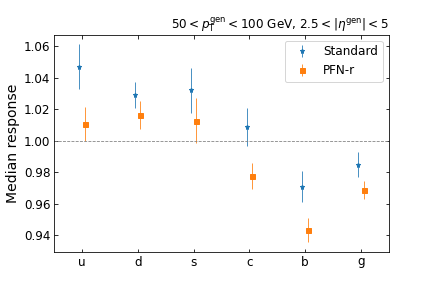 50 < p_T^gen < 100 GeV, 2.5 < |η^gen| < 5
Standard
PFN-r
Median response
1.06
1.04
1.02
1.00
0.98
0.96
0.94
u d s c b g